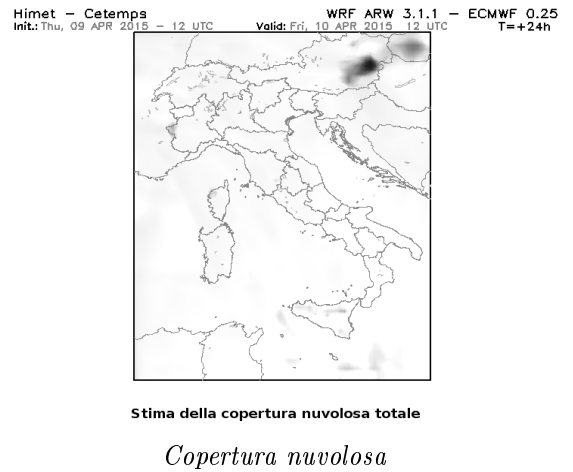 Himet – Cetemps WRF ARW 3.1.1 – ECMWF 0.25
Init.: Thu, 09 APR 2015 – 12 UTC Valid: Fri, 10 APR 2015 12 UTC T=+24h
Stima della copertura nuvolosa totale
Copertura nuvolosa